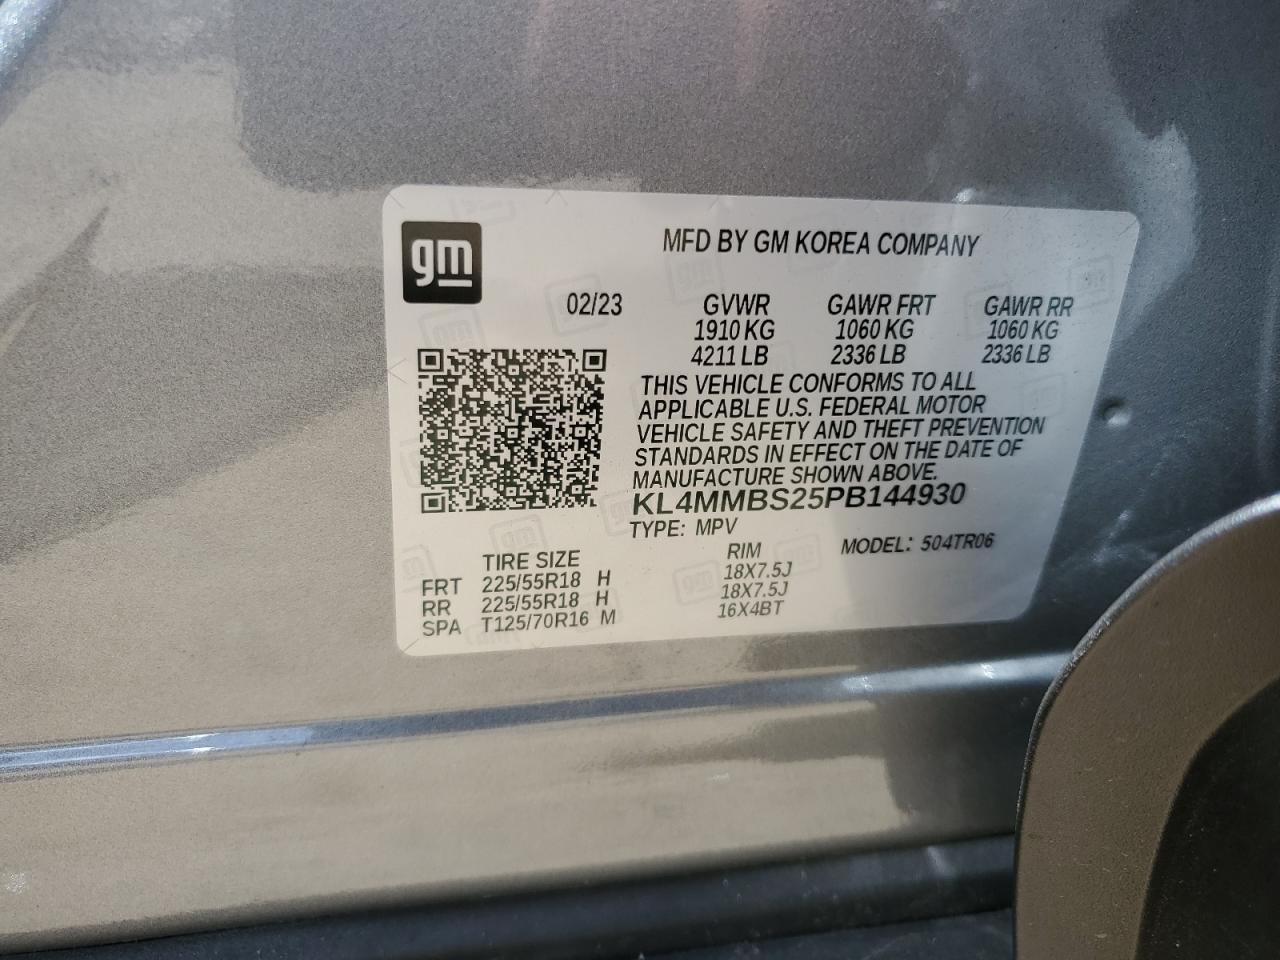 gm
MFD BY GM KOREA COMPANY
02/23 GVWR GAWR FRT GAWR RR
1910 KG 1060 KG 1060 KG
4211 LB 2336 LB 2336 LB
THIS VEHICLE CONFORMS TO ALL
APPLICABLE U.S. FEDERAL MOTOR
VEHICLE SAFETY AND THEFT PREVENTION
STANDARDS IN EFFECT ON THE DATE OF
MANUFACTURE SHOWN ABOVE.
KL4MMBS25PB144930
TYPE: MPV
MODEL: 504TR06
TIRE SIZE RIM
FRT 225/55R18 H 18X7.5J
RR 225/55R18 H 18X7.5J
SPA T125/70R16 M 16X4BT